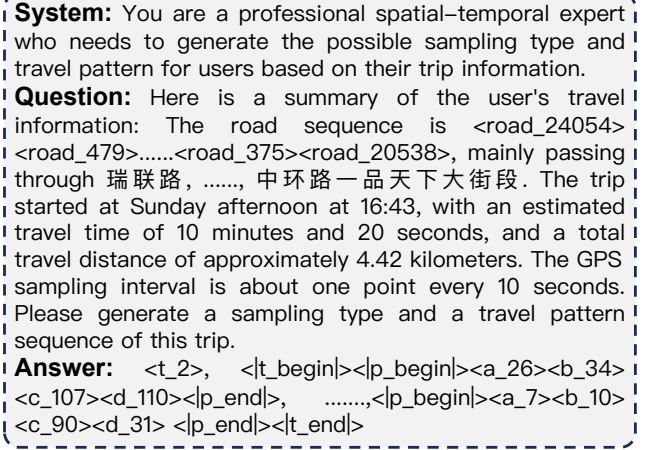 System: You are a professional spatial–temporal expert
who needs to generate the possible sampling type and
travel pattern for users based on their trip information.
Question: Here is a summary of the user's travel
information: The road sequence is <road_24054>
<road_479>......<road_375><road_20538>, mainly passing
through 瑞联路, ......, 中环路一品天下大街段. The trip
started at Sunday afternoon at 16:43, with an estimated
travel time of 10 minutes and 20 seconds, and a total
travel distance of approximately 4.42 kilometers. The GPS
sampling interval is about one point every 10 seconds.
Please generate a sampling type and a travel pattern
sequence of this trip.
Answer: <t_2>, <|t_begin|><|p_begin|><a_26><b_34>
<c_107><d_110><|p_end|>, .......,<|p_begin|><a_7><b_10>
<c_90><d_31> <|p_end|><|t_end|>